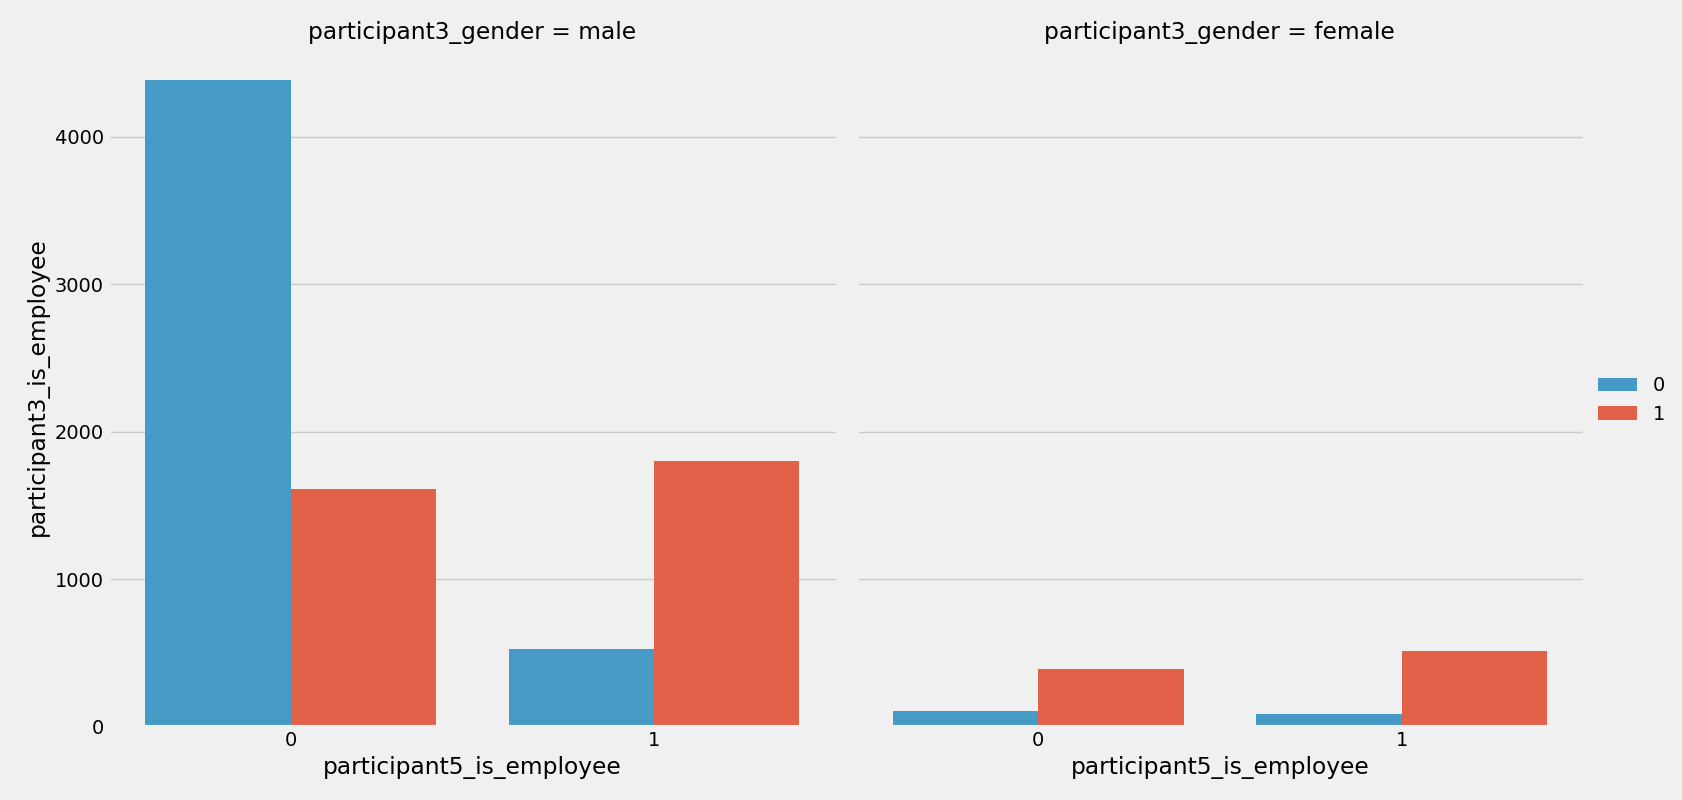 participant3_gender = male
participant3_gender = female
participant3_is_employee
4000
3000
2000
1000
0
0
1
0
1
participant5_is_employee
participant5_is_employee
0
1